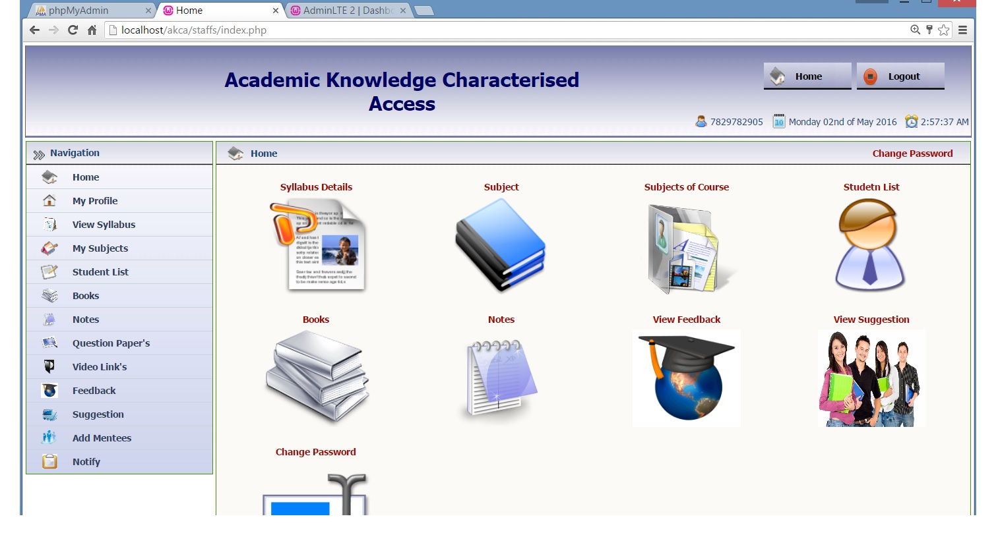 phpMyAdmin
Home
AdminLTE 2 | Dashbo
localhost/akca/staffs/index.php
Academic Knowledge Characterised
Access
Home
Logout
7829782905
10
Monday 02nd of May 2016
2:57:37 AM
Navigation
Home
Change Password
Home
My Profile
View Syllabus
My Subjects
Student List
Books
Notes
Question Paper's
Video Link's
Feedback
Suggestion
Add Mentees
Notify
Syllabus Details
Subject
Subjects of Course
Studetn List
Books
Notes
View Feedback
View Suggestion
Change Password